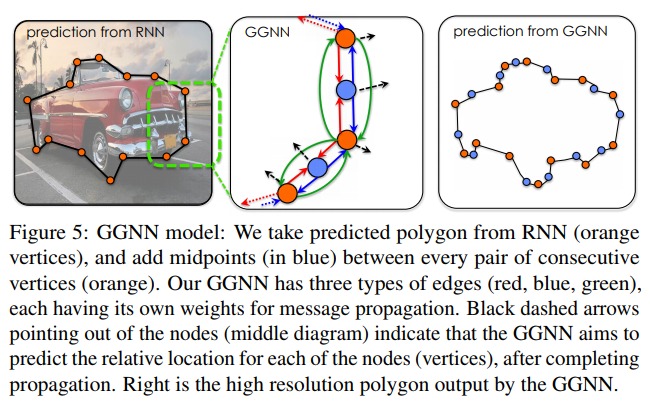 prediction from RNN
GGNN
prediction from GGNN
Figure 5: GGNN model: We take predicted polygon from RNN (orange
vertices), and add midpoints (in blue) between every pair of consecutive
vertices (orange). Our GGNN has three types of edges (red, blue, green),
each having its own weights for message propagation. Black dashed arrows
pointing out of the nodes (middle diagram) indicate that the GGNN aims to
predict the relative location for each of the nodes (vertices), after completing
propagation. Right is the high resolution polygon output by the GGNN.